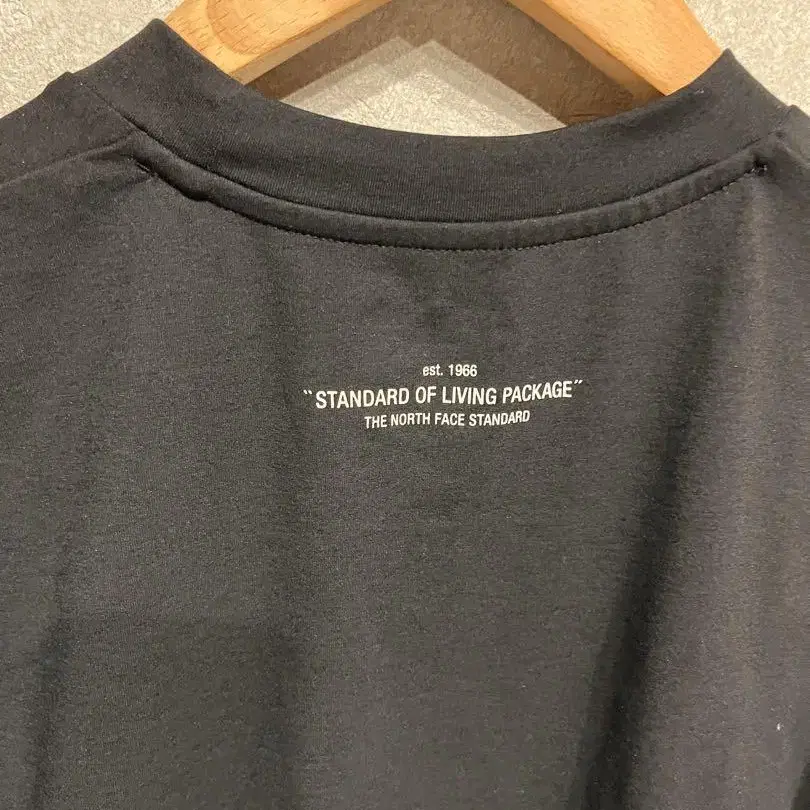 est. 1966
"STANDARD OF LIVING PACKAGE"
THE NORTH FACE STANDARD